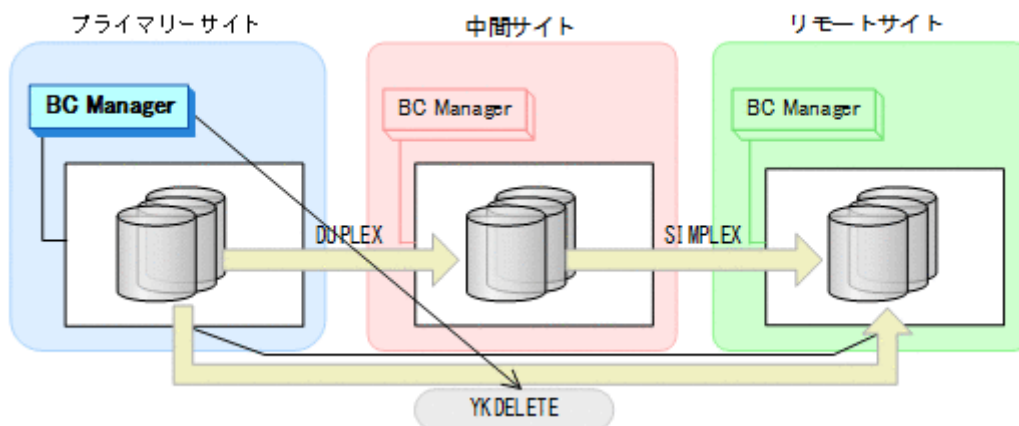 プライマリーサイト
中間サイト
リモートサイト
BC Manager
BC Manager
BC Manager
DUPLEX
SIMPLEX
YKDELETE